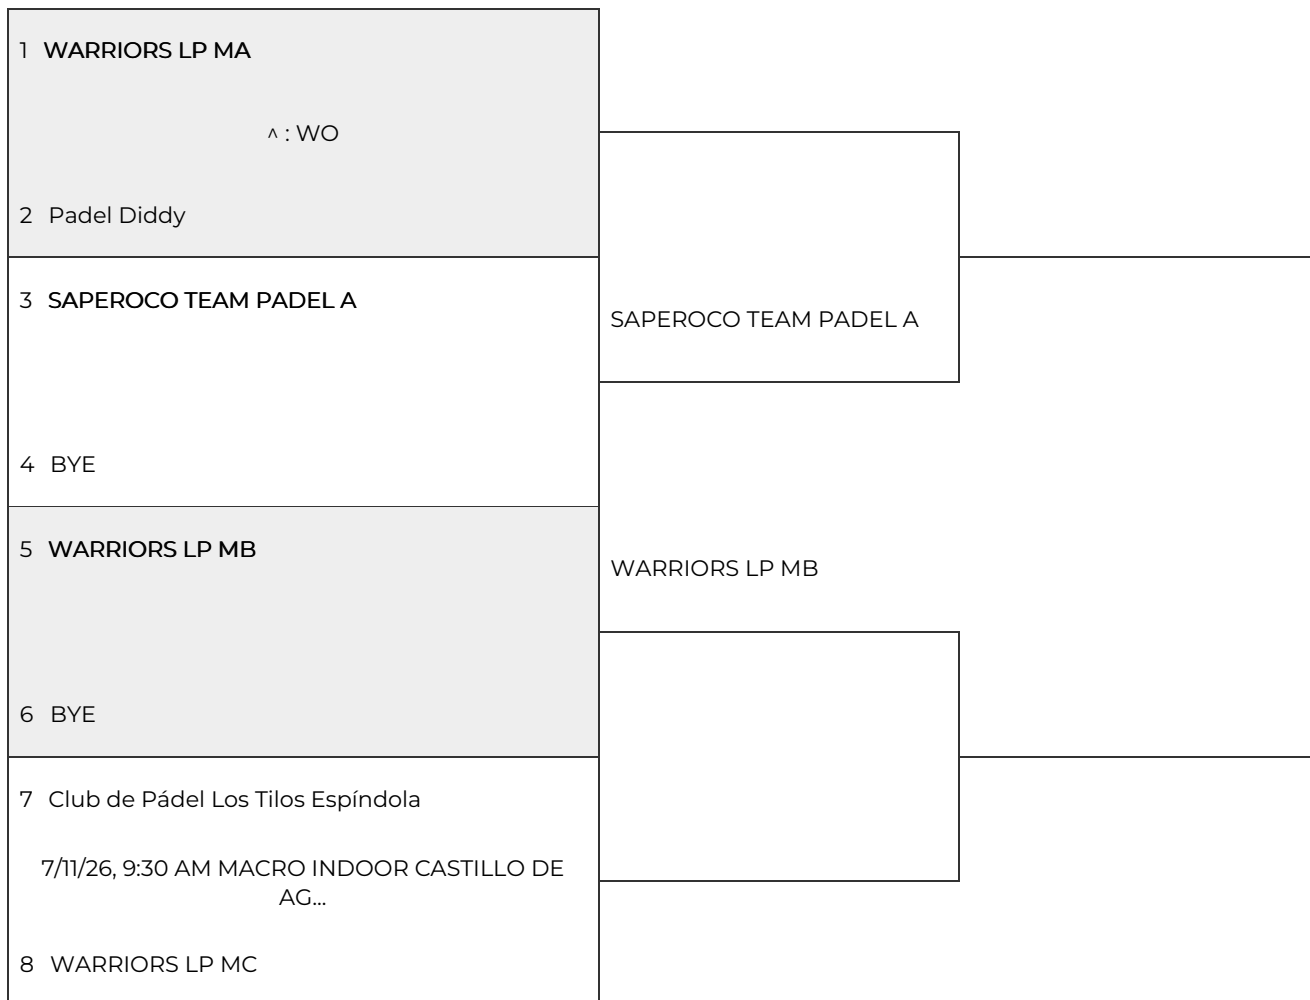 1 WARRIORS LP MA
^ : WO
2 Padel Diddy
3 SAPEROCO TEAM PADEL A
SAPEROCO TEAM PADEL A
4 BYE
5 WARRIORS LP MB
WARRIORS LP MB
6 BYE
7 Club de Pádel Los Tilos Espíndola
7/11/26, 9:30 AM MACRO INDOOR CASTILLO DE
AG...
8 WARRIORS LP MC